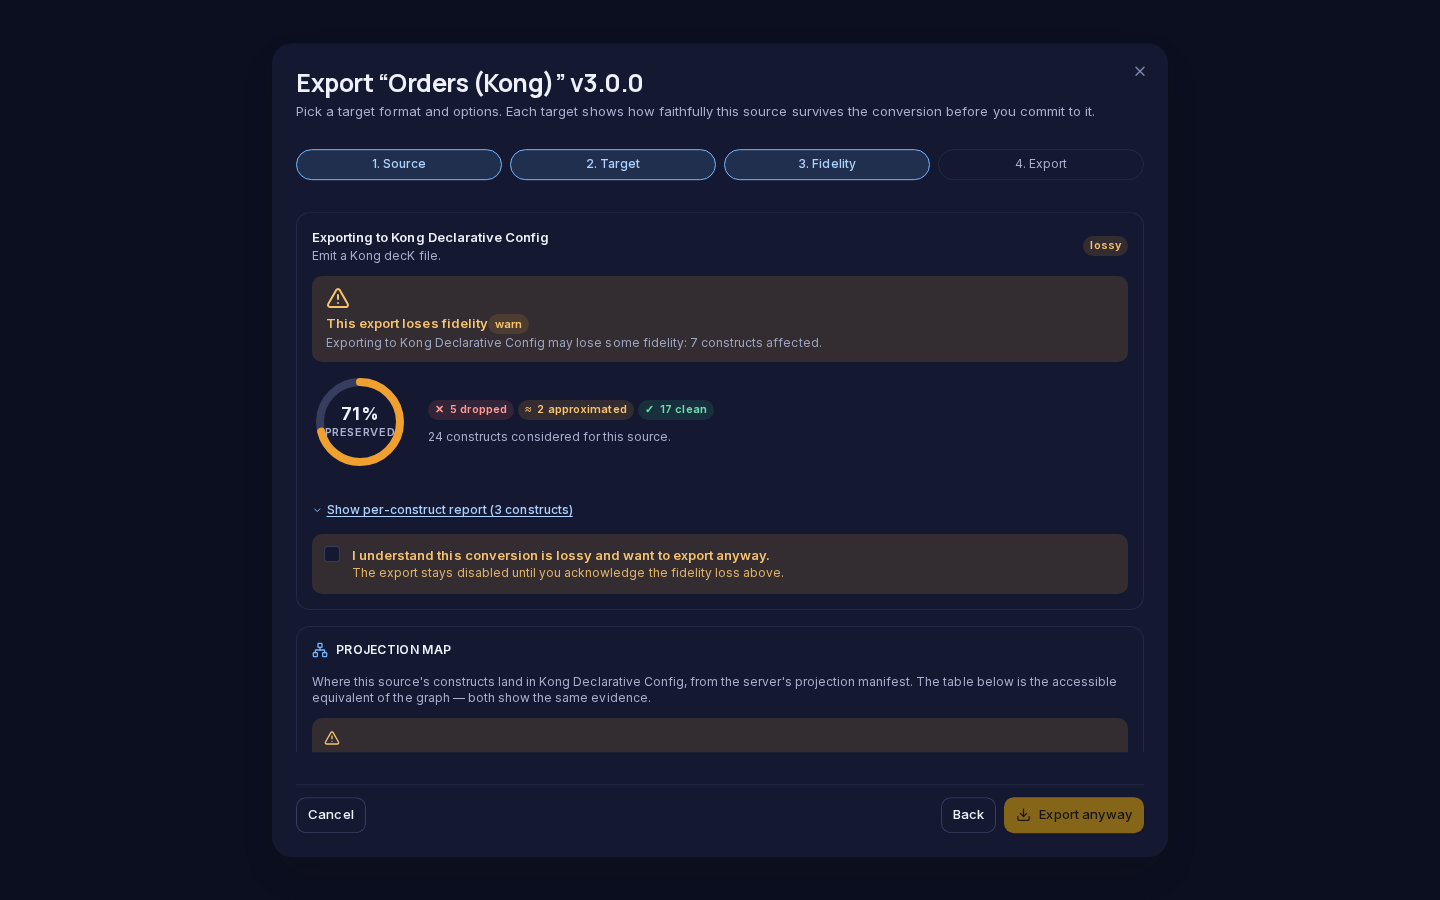 Export “Orders (Kong)” v3.0.0
Pick a target format and options. Each target shows how faithfully this source survives the conversion before you commit to it.
1. Source
2. Target
3. Fidelity
4. Export
Exporting to Kong Declarative Config
Emit a Kong decK file.
lossy
This export loses fidelity warn
Exporting to Kong Declarative Config may lose some fidelity: 7 constructs affected.
71%
PRESERVED
✕ 5 dropped
≈ 2 approximated
✓ 17 clean
24 constructs considered for this source.
Show per-construct report (3 constructs)
I understand this conversion is lossy and want to export anyway.
The export stays disabled until you acknowledge the fidelity loss above.
PROJECTION MAP
Where this source's constructs land in Kong Declarative Config, from the server's projection manifest. The table below is the accessible
equivalent of the graph — both show the same evidence.
Cancel
Back
Export anyway